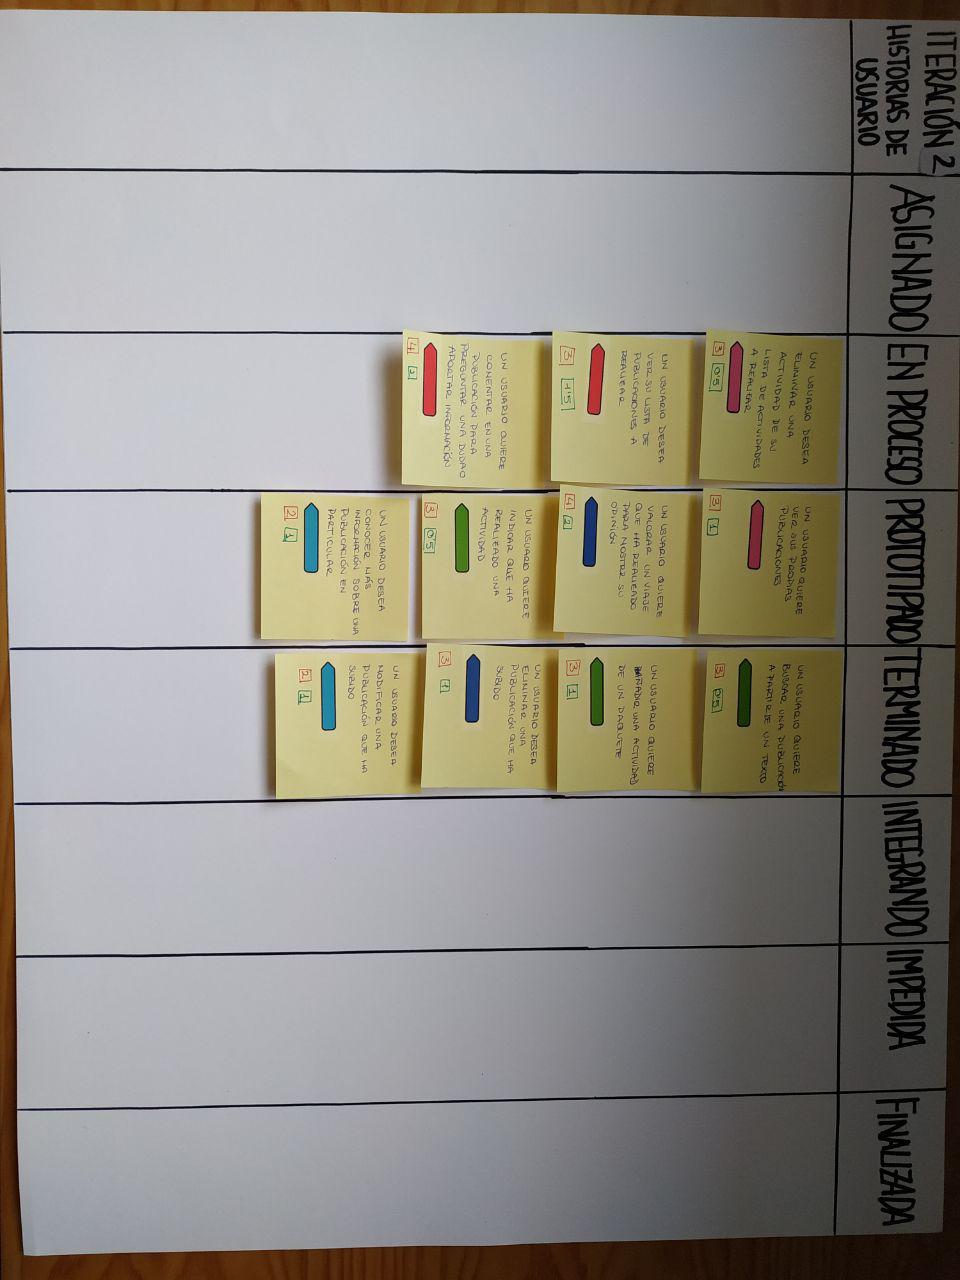 ITERACIÓN 2
HISTORIAS DE
USUARIO
ASIGNADO
EN PROCESO
PROTOTIPADO
TERMINADO
INTEGRANDO
IMPEDIDA
FINALIZADA
UN USUARIO DESEA
ELIMINAR UNA
ACTIVIDAD DE SU
LISTA DE ACTIVIDADES
A REALIZAR
3 0'5
UN USUARIO DESEA
VER SU LISTA DE
PUBLICACIONES A
REALIZAR
3 1'5
UN USUARIO QUIERE
COMENTAR EN UNA
PUBLICACIÓN PARA
PREGUNTAR UNA DUDA O
APORTAR INFORMACIÓN
4 2
UN USUARIO QUIERE
VER SUS PROPIAS
PUBLICACIONES
3 1
UN USUARIO QUIERE
VALORAR UN VIAJE
QUE HA REALIZADO
PARA MOSTRAR SU
OPINIÓN
4 2
UN USUARIO QUIERE
INDICAR QUE HA
REALIZADO UNA
ACTIVIDAD
3 0'5
UN USUARIO DESEA
CONOCER MÁS
INFORMACIÓN SOBRE UNA
PUBLICACIÓN EN
PARTICULAR
2 1
UN USUARIO QUIERE
BUSCAR UNA PUBLICACIÓN
A PARTIR DE UN TEXTO
3 0'5
UN USUARIO QUIERE
AÑADIR UNA ACTIVIDAD
DE UN PAQUETE
3 1
UN USUARIO DESEA
ELIMINAR UNA
PUBLICACIÓN QUE HA
SUBIDO
3 1
UN USUARIO DESEA
MODIFICAR UNA
PUBLICACIÓN QUE HA
SUBIDO
2 1